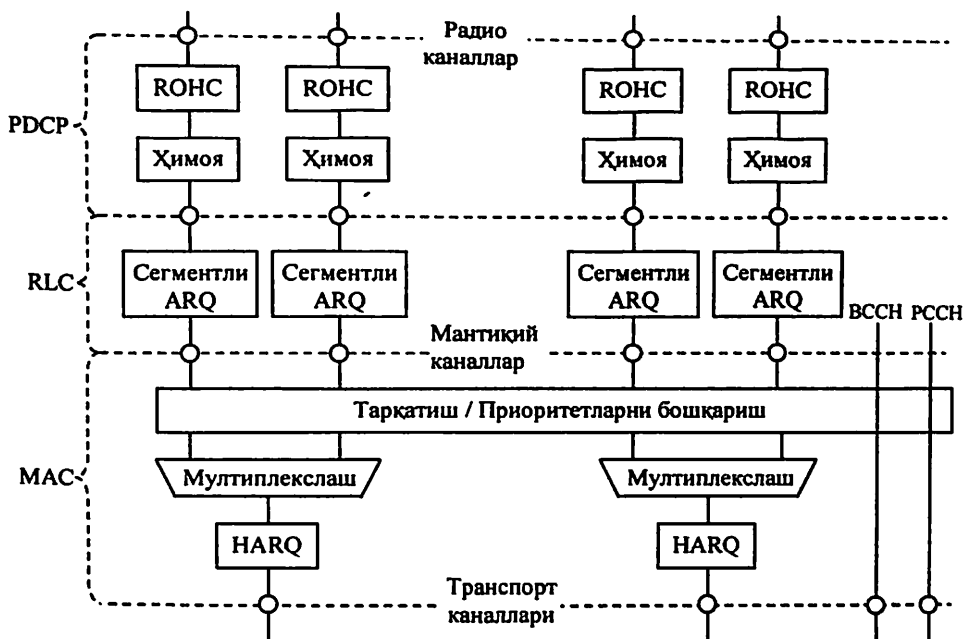 Радио
каналлар
ROHC ROHC ROHC ROHC
PDCP
Ҳимоя Ҳимоя Ҳимоя Ҳимоя
RLC
Сегментли
ARQ
Сегментли
ARQ
Сегментли
ARQ
Сегментли
ARQ
BCCH PCCH
Мантиқий
каналлар
Тарқатиш / Приоритетларни бошқариш
MAC
Мултиплекслаш Мултиплекслаш
HARQ HARQ
Транспорт
каналлари